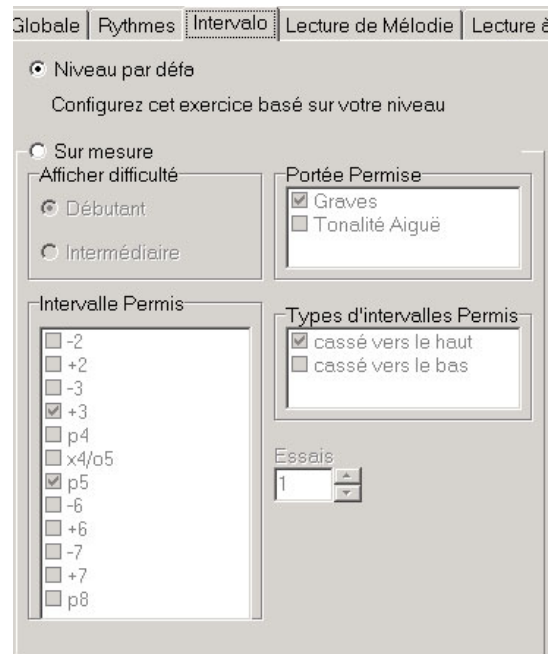 Globale Rythmes Intervalo Lecture de Mélodie Lecture à
Niveau par défa
Configurez cet exercice basé sur votre niveau
Sur mesure
Afficher difficulté
Débutant
Intermédiaire
Portée Permise
Graves
Tonalité Aiguë
Intervalle Permis
-2
+2
-3
+3
p4
x4/o5
p5
-6
+6
-7
+7
p8
Types d'intervalles Permis
cassé vers le haut
cassé vers le bas
Essais
1